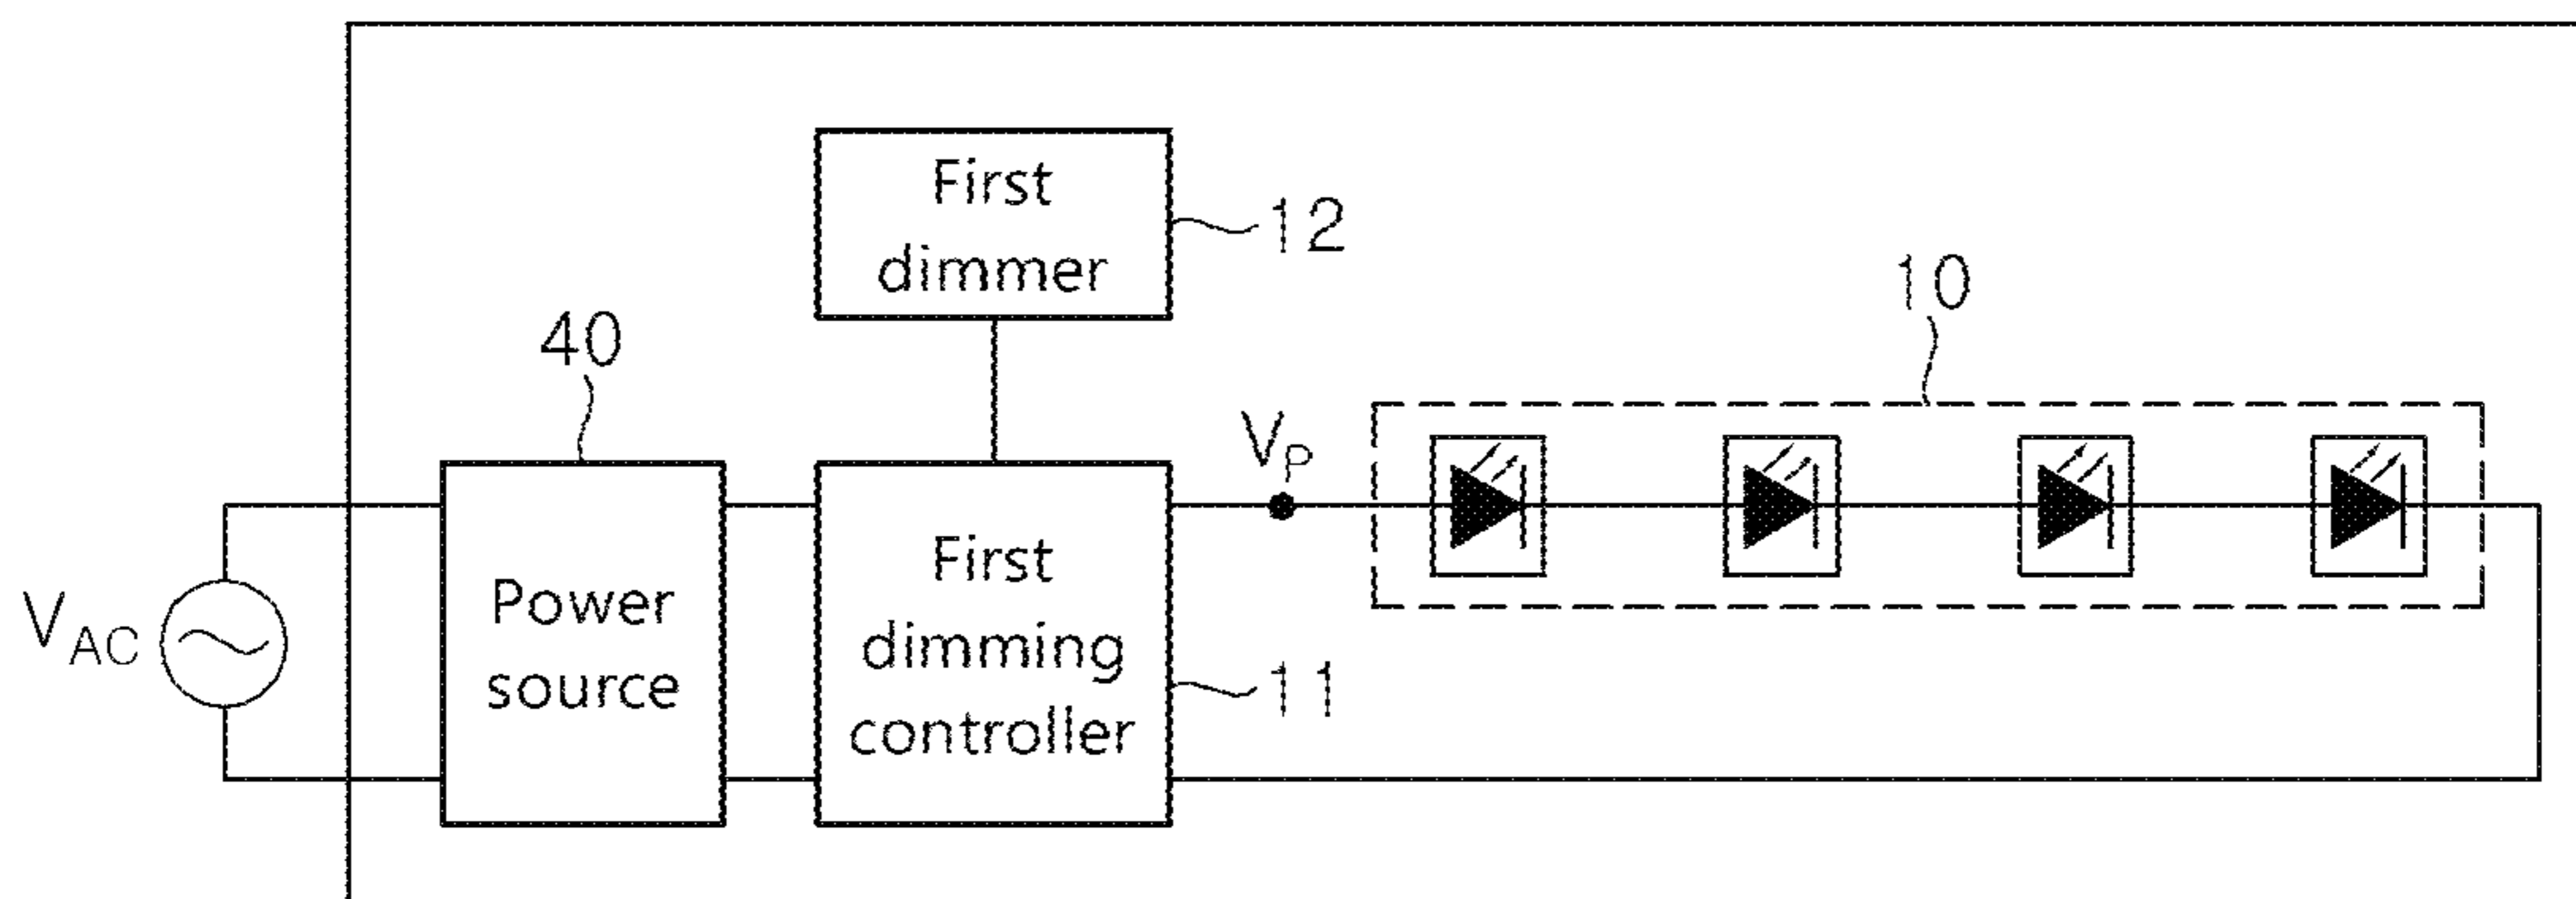 First
dimmer
12
10
40
VP
First
dimming
controller
Power
source
VAC
11